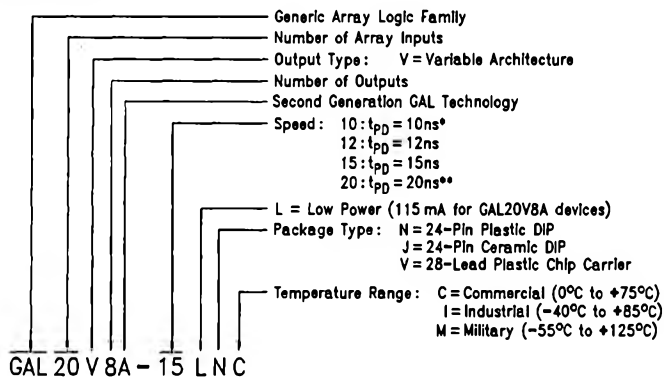 Generic Array Logic Family
Number of Array Inputs
Output Type: V = Variable Architecture
Number of Outputs
Second Generation GAL Technology
Speed: 10: tPD = 10ns*
12: tPD = 12ns
15: tPD = 15ns
20: tPD = 20ns**
L = Low Power (115 mA for GAL20V8A devices)
Package Type: N = 24-Pin Plastic DIP
J = 24-Pin Ceramic DIP
V = 28-Lead Plastic Chip Carrier
Temperature Range: C = Commercial (0°C to +75°C)
I = Industrial (-40°C to +85°C)
M = Military (-55°C to +125°C)
GAL 20 V 8A - 15 L N C